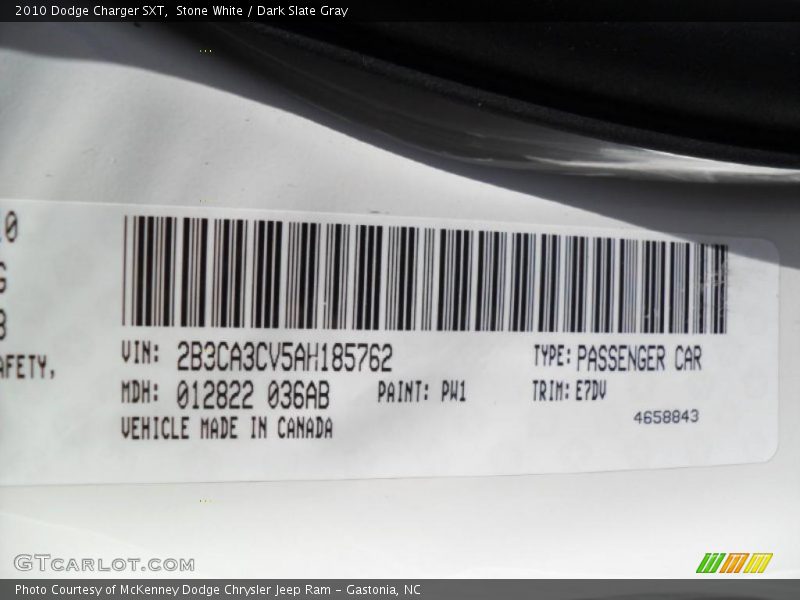 2010 Dodge Charger SXT,  Stone White / Dark Slate Gray
AFETY,
VIN: 2B3CA3CV5AH185762
TYPE: PASSENGER CAR
MDH: 012822 036AB
PAINT: PW1
TRIM: E7DV
VEHICLE MADE IN CANADA
4658843
GTCARLOT.COM
Photo Courtesy of McKenney Dodge Chrysler Jeep Ram – Gastonia, NC